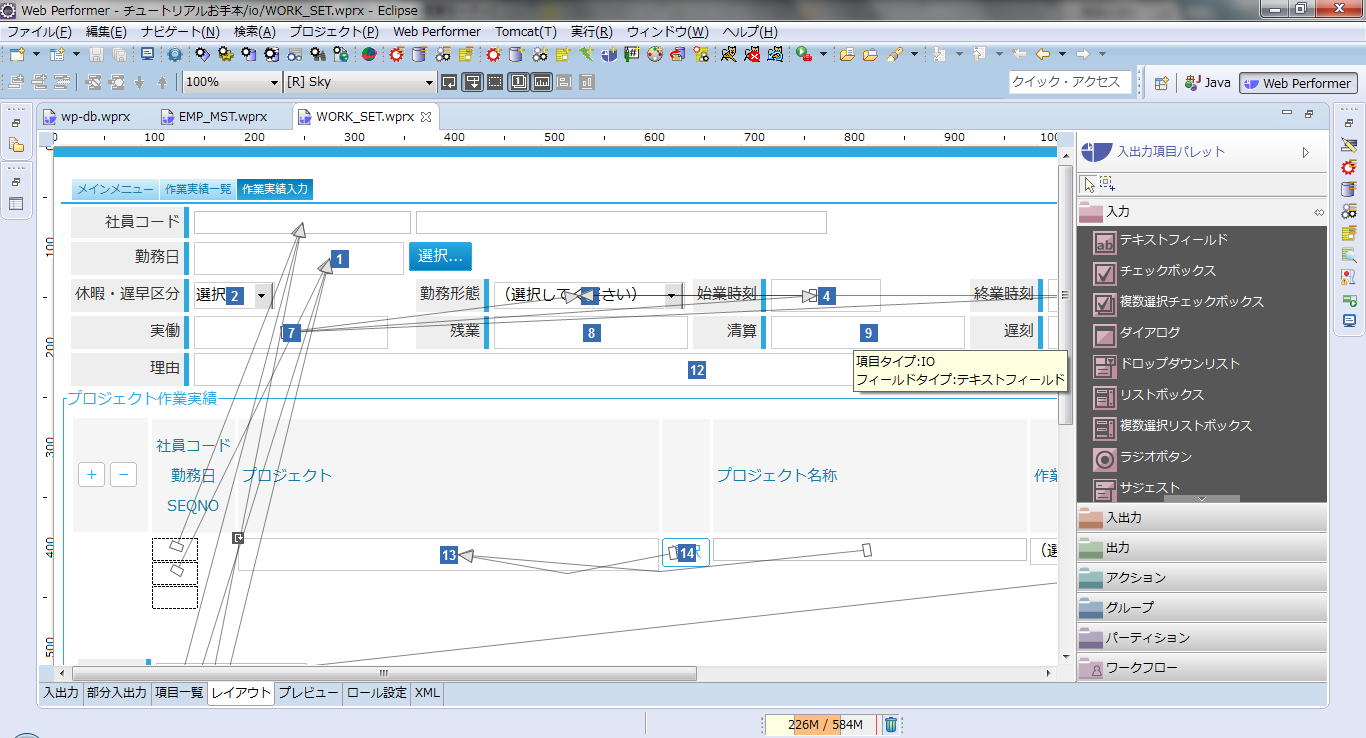 Web Performer - チュートリアルお手本/io/WORK_SET.wprx - Eclipse
ファイル(F) 編集(E) ナビゲート(N) 検索(A) プロジェクト(P) Web Performer Tomcat(T) 実行(R) ウィンドウ(W) ヘルプ(H)
100% [R] Sky クイック・アクセス Java Web Performer
wp-db.wprx EMP_MST.wprx WORK_SET.wprx
0 100 200 300 400 500 600 700 800 900 100
入出力項目パレット
メインメニュー 作業実績一覧 作業実績入力
社員コード
勤務日 1 選択...
休暇・遅早区分 選択 2 勤務形態 始業時刻 4 終業時刻
実働 7 残業 8 清算 9 遅刻
理由 12
項目タイプ:IO
フィールドタイプ:テキストフィールド
プロジェクト作業実績
+ − 社員コード
勤務日 プロジェクト プロジェクト名称
SEQNO
13 14
100
200
300
400
500
入力
テキストフィールド
チェックボックス
複数選択チェックボックス
ダイアログ
ドロップダウンリスト
リストボックス
複数選択リストボックス
ラジオボタン
サジェスト
入出力
出力
アクション
グループ
パーティション
ワークフロー
入出力 部分入出力 項目一覧 レイアウト プレビュー ロール設定 XML
226M / 584M